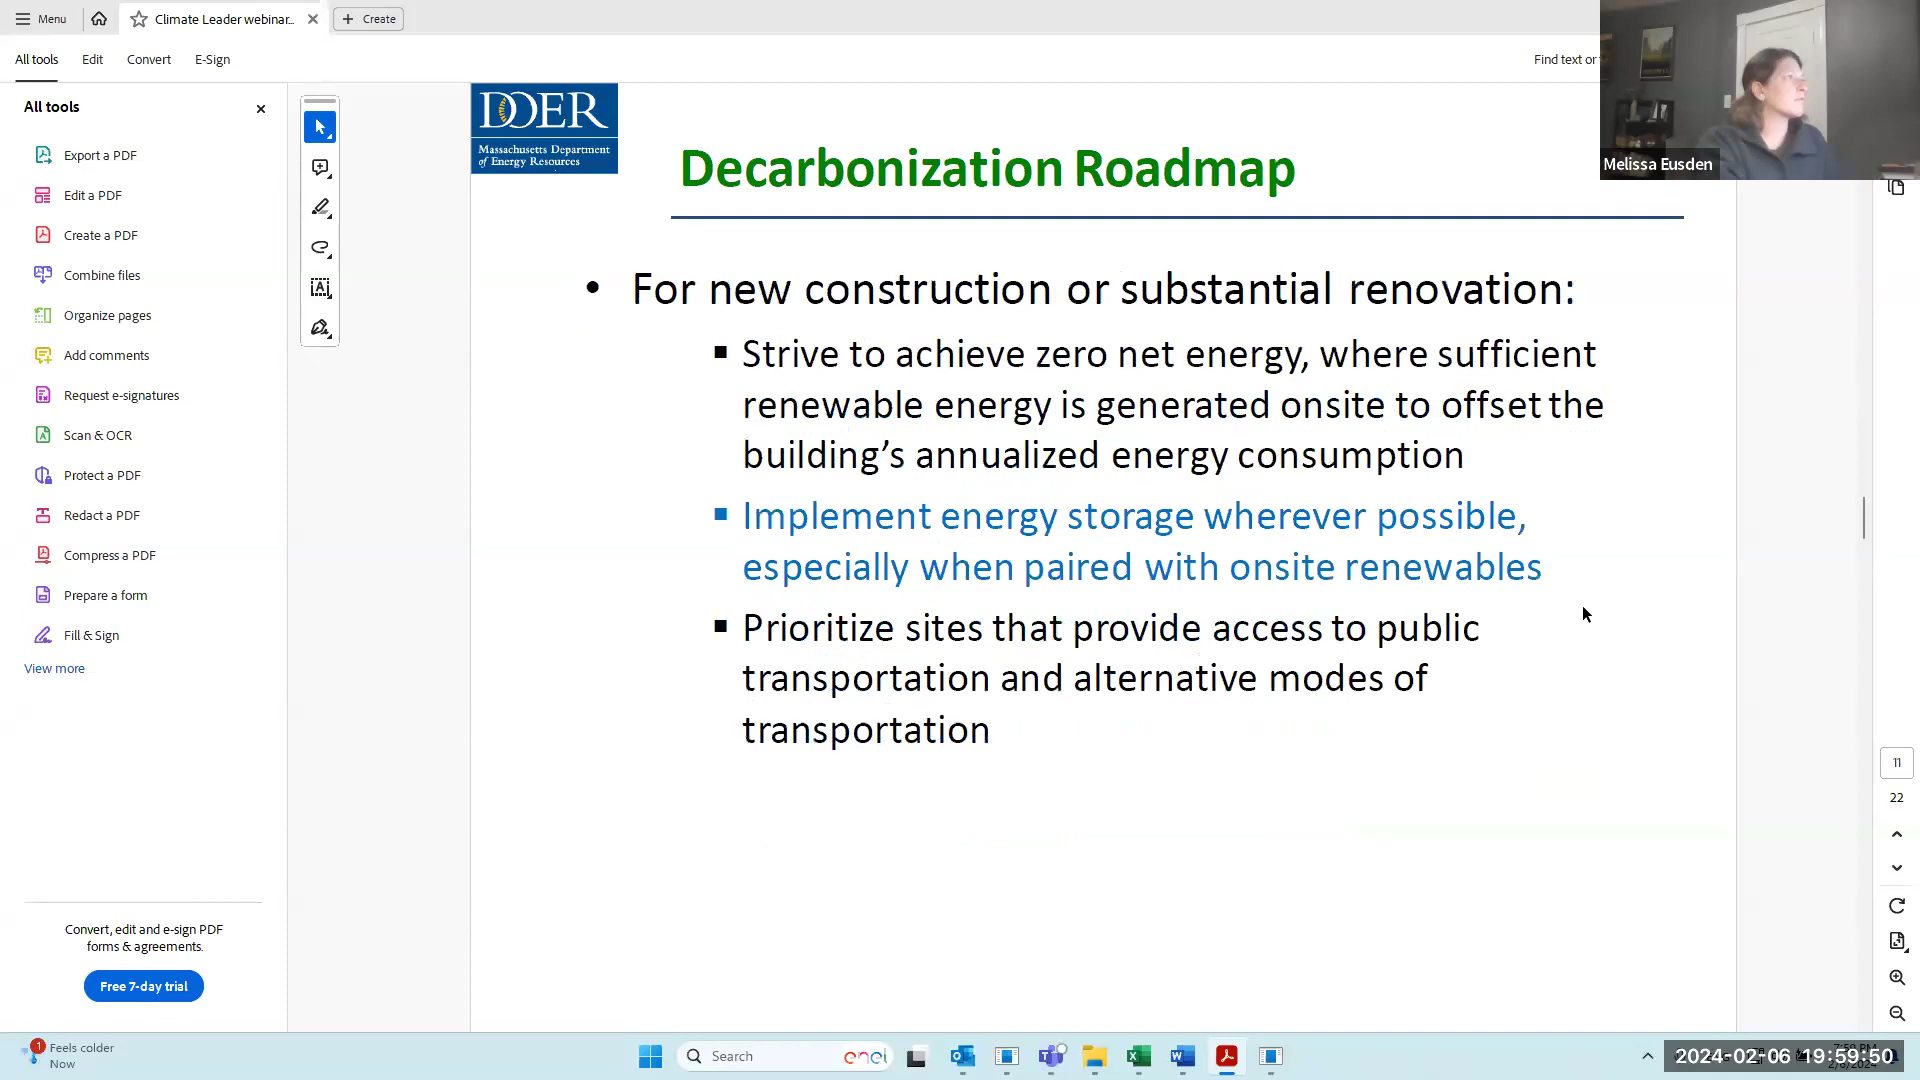 Menu
Climate Leader webinar...
Create
All tools
Edit
Convert
E-Sign
Find text or
All tools
Export a PDF
Edit a PDF
Create a PDF
Combine files
Organize pages
Add comments
Request e-signatures
Scan & OCR
Protect a PDF
Redact a PDF
Compress a PDF
Prepare a form
Fill & Sign
View more
Convert, edit and e-sign PDF
forms & agreements.
Free 7-day trial
DOER
Massachusetts Department
of Energy Resources
Decarbonization Roadmap
• For new construction or substantial renovation:
▪ Strive to achieve zero net energy, where sufficient
renewable energy is generated onsite to offset the
building’s annualized energy consumption
▪ Implement energy storage wherever possible,
especially when paired with onsite renewables
▪ Prioritize sites that provide access to public
transportation and alternative modes of
transportation
Melissa Eusden
11
22
1
Feels colder
Now
Search
enel
2024-02-06 19:59:50